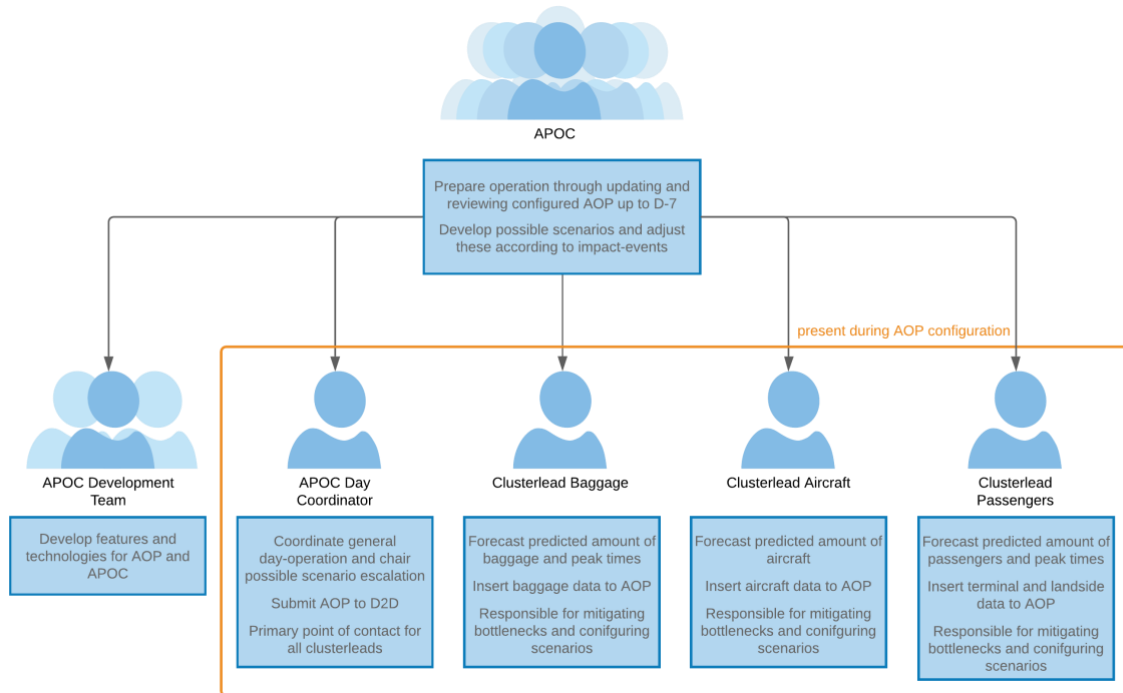 APOC
Prepare operation through updating and
reviewing configured AOP up to D-7
Develop possible scenarios and adjust
these according to impact-events
present during AOP configuration
APOC Development
Team
Develop features and
technologies for AOP and
APOC
APOC Day
Coordinator
Coordinate general
day-operation and chair
possible scenario escalation
Submit AOP to D2D
Primary point of contact for
all clusterleads
Clusterlead Baggage
Forecast predicted amount of
baggage and peak times
Insert baggage data to AOP
Responsible for mitigating
bottlenecks and conifguring
scenarios
Clusterlead Aircraft
Forecast predicted amount of
aircraft
Insert aircraft data to AOP
Responsible for mitigating
bottlenecks and conifguring
scenarios
Clusterlead
Passengers
Forecast predicted amount of
passengers and peak times
Insert terminal and landside
data to AOP
Responsible for mitigating
bottlenecks and conifguring
scenarios